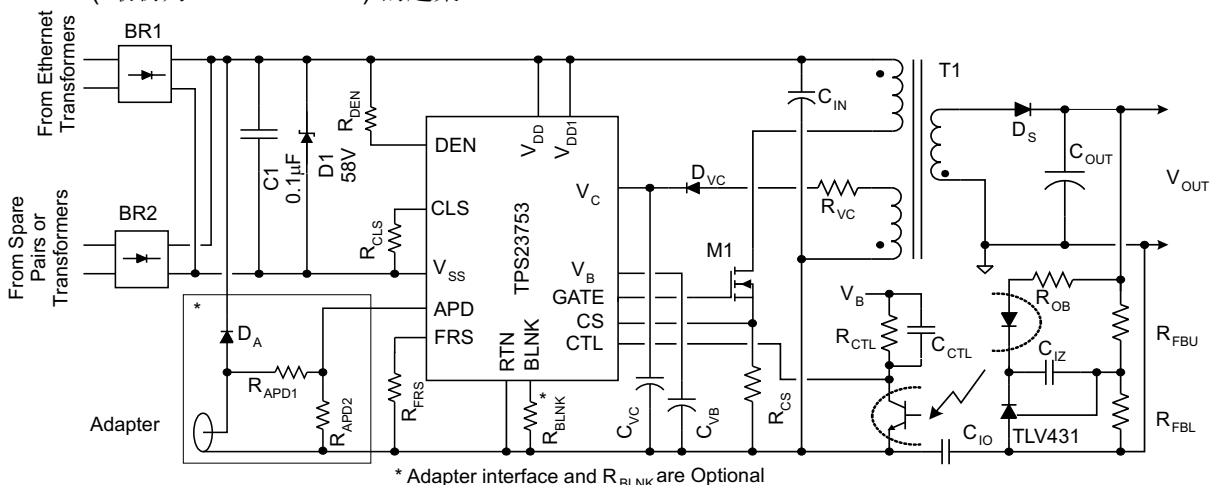 BR1
From Ethernet
Transformers
C1
0.1μF
D1
58V
R_DEN
DEN
V_DD
V_DD1
C_IN
T1
D_S
C_OUT
V_OUT
BR2
From Spare
Pairs or
Transformers
CLS
R_CLS
V_SS
TPS23753
V_C
D_VC
R_VC
V_B
GATE
CS
CTL
M1
*
D_A
APD
FRS
RTN
BLNK
R_APD1
R_APD2
Adapter
R_FRS
*
R_BLNK
C_VC
C_VB
R_CS
V_B
R_CTL
C_CTL
R_OB
C_IZ
R_FBU
R_FBL
TLV431
C_IO
* Adapter interface and R_BLNK are Optional